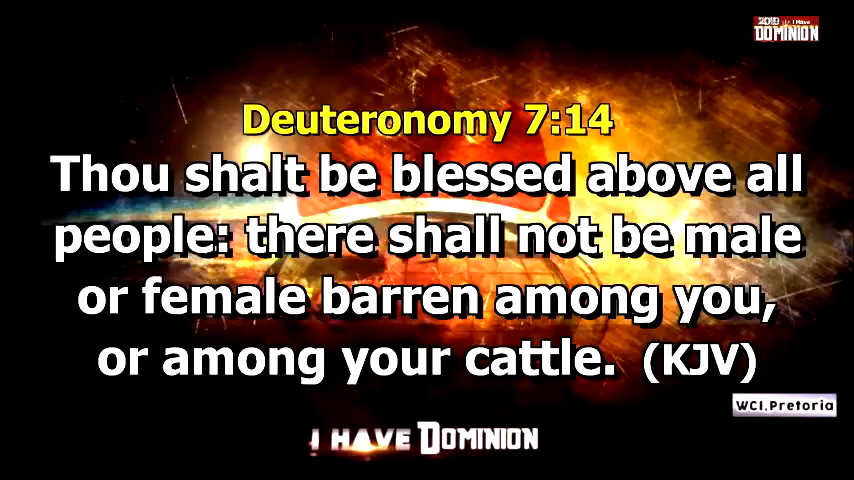 2019
I HAVE
DOMINION
Deuteronomy 7:14
Thou shalt be blessed above all
people: there shall not be male
or female barren among you,
or among your cattle. (KJV)
WCI,Pretoria
I HAVE DOMINION